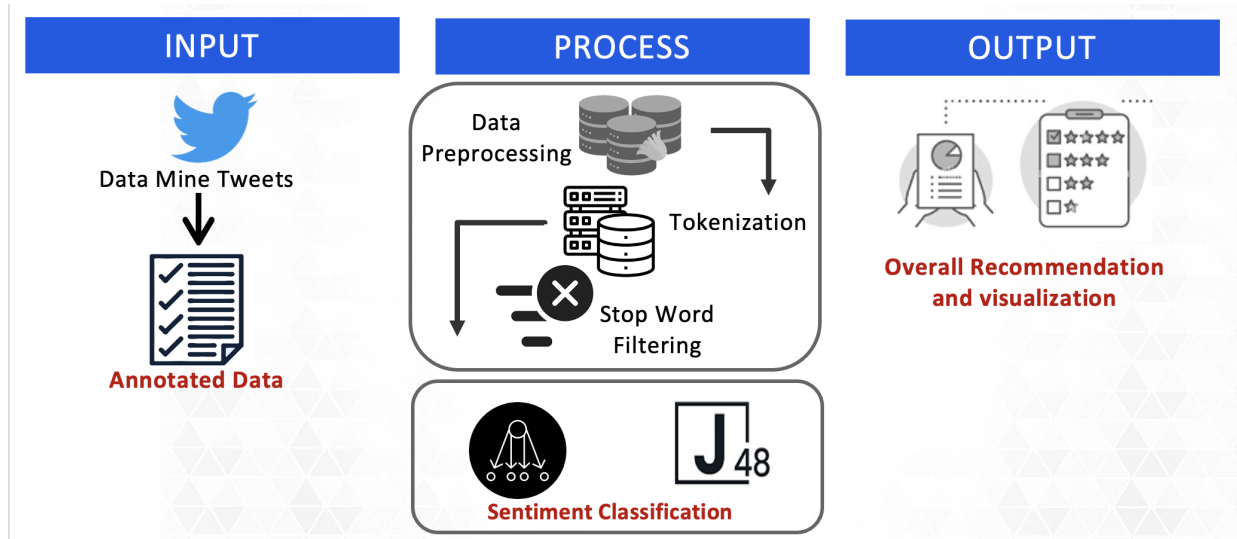 INPUT
PROCESS
OUTPUT
Data Mine Tweets
Annotated Data
Data
Preprocessing
Tokenization
Stop Word
Filtering
J48
Sentiment Classification
Overall Recommendation
and visualization